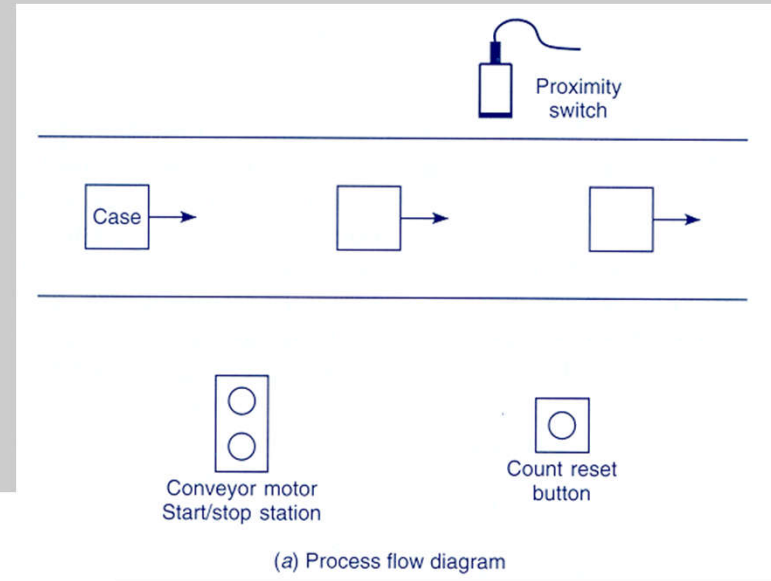 Proximity
switch
Case
Conveyor motor
Start/stop station
Count reset
button
(a) Process flow diagram